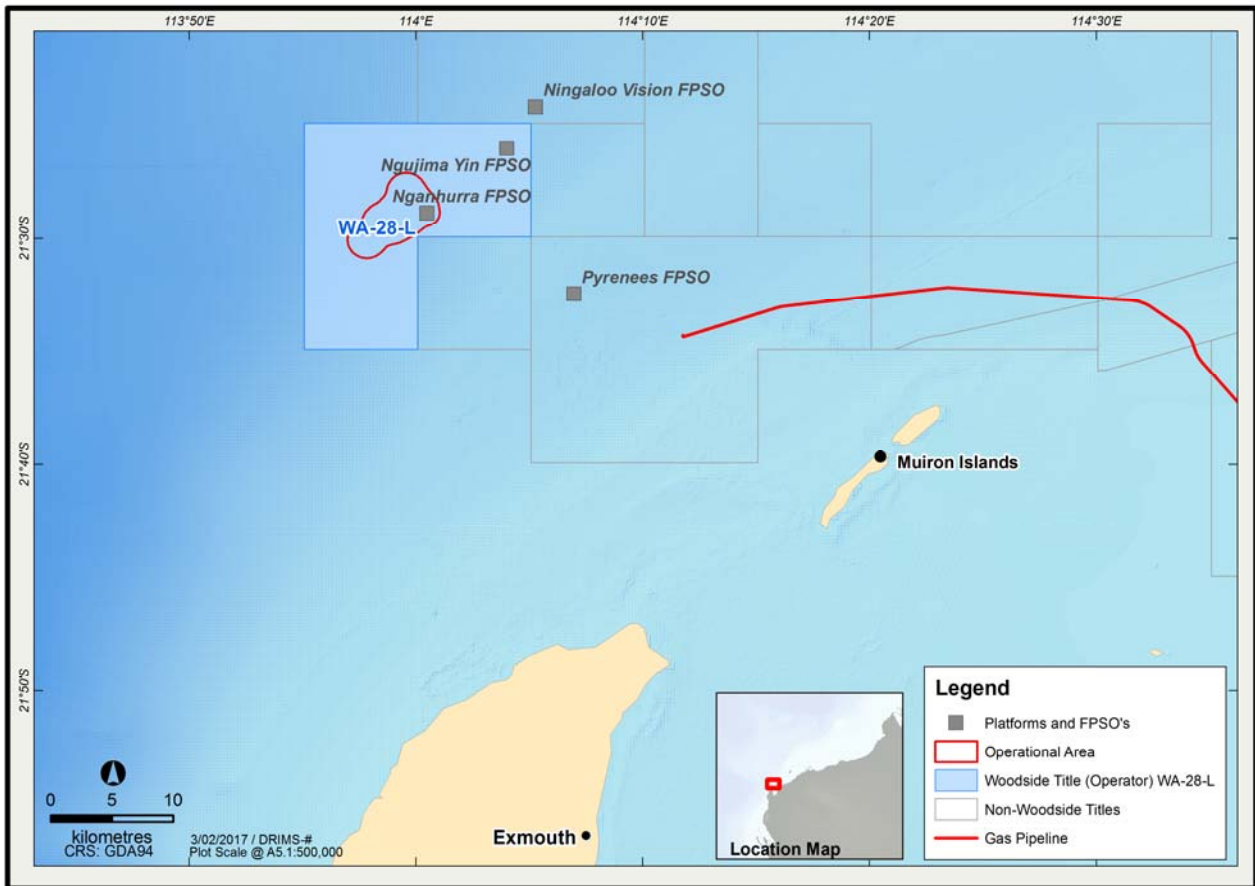 113°50'E 114°E 114°10'E 114°20'E 114°30'E
Ningaloo Vision FPSO
Ngujima Yin FPSO
Nganhurra FPSO
WA-28-L
21°30'S
Pyrenees FPSO
21°40'S
Muiron Islands
21°50'S
Legend
Platforms and FPSO's
Operational Area
Woodside Title (Operator) WA-28-L
Non-Woodside Titles
Gas Pipeline
0 5 10
kilometres
CRS: GDA94
3/02/2017 / DRIMS-#
Plot Scale @ A5.1:500,000
Exmouth
Location Map